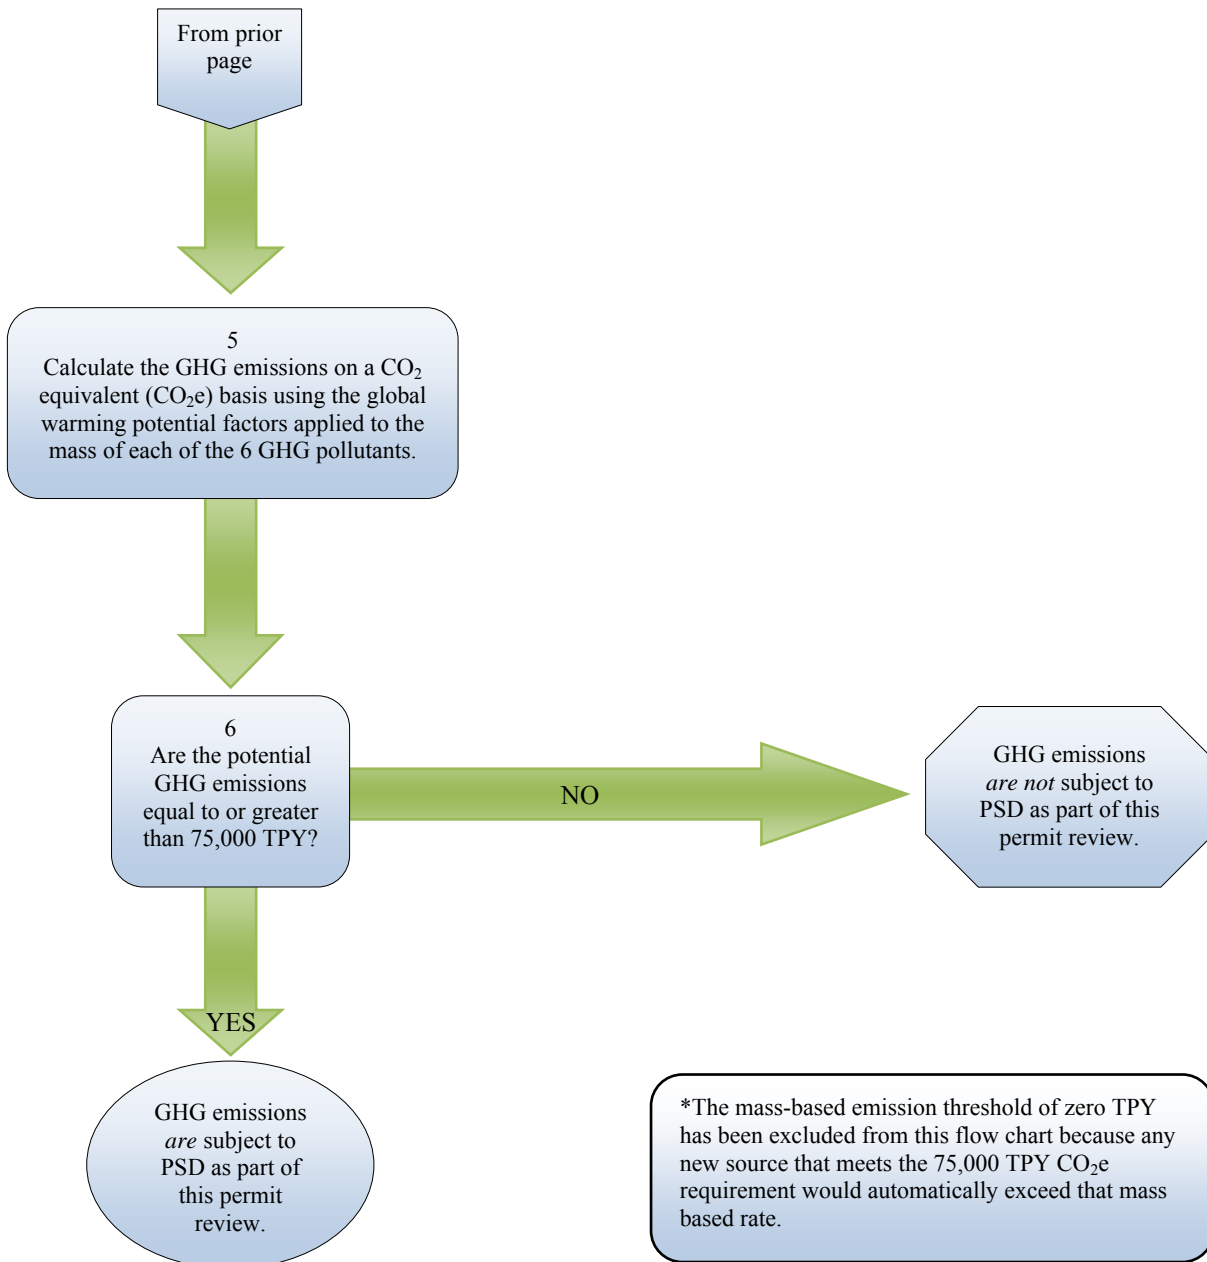 From prior
page
5
Calculate the GHG emissions on a CO₂
equivalent (CO₂e) basis using the global
warming potential factors applied to the
mass of each of the 6 GHG pollutants.
6
Are the potential
GHG emissions
equal to or greater
than 75,000 TPY?
NO
GHG emissions
are not subject to
PSD as part of this
permit review.
YES
GHG emissions
are subject to
PSD as part of
this permit
review.
*The mass-based emission threshold of zero TPY
has been excluded from this flow chart because any
new source that meets the 75,000 TPY CO₂e
requirement would automatically exceed that mass
based rate.